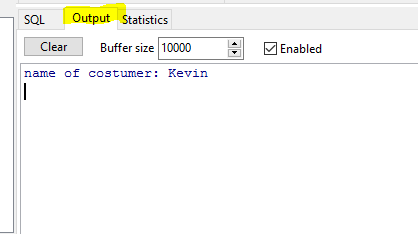 SQL Output Statistics
Clear Buffer size 10000 Enabled
name of costumer: Kevin